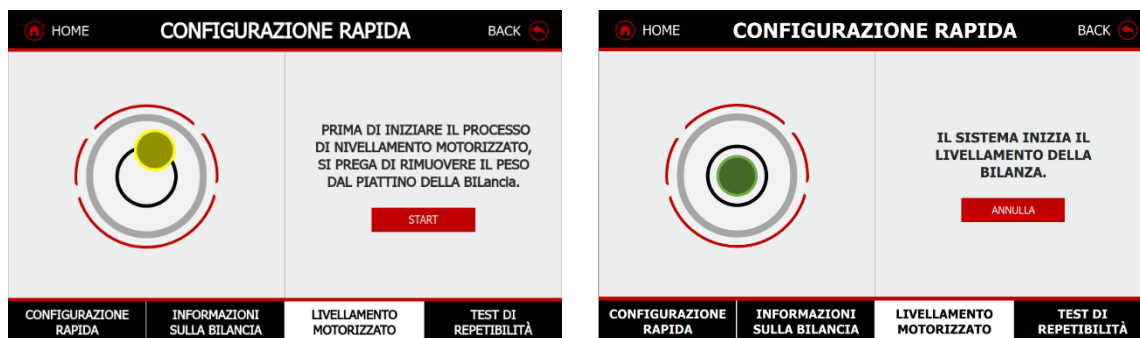 HOME CONFIGURAZIONE RAPIDA BACK
PRIMA DI INIZIARE IL PROCESSO
DI NIVELLAMENTO MOTORIZZATO,
SI PREGA DI RIMUOVERE IL PESO
DAL PIATTINO DELLA BILancia.
START
CONFIGURAZIONE
RAPIDA
INFORMAZIONI
SULLA BILANCIA
LIVELLAMENTO
MOTORIZZATO
TEST DI
REPETIBILITÀ
HOME CONFIGURAZIONE RAPIDA BACK
IL SISTEMA INIZIA IL
LIVELLAMENTO DELLA
BILANZA.
ANNULLA
CONFIGURAZIONE
RAPIDA
INFORMAZIONI
SULLA BILANCIA
LIVELLAMENTO
MOTORIZZATO
TEST DI
REPETIBILITÀ